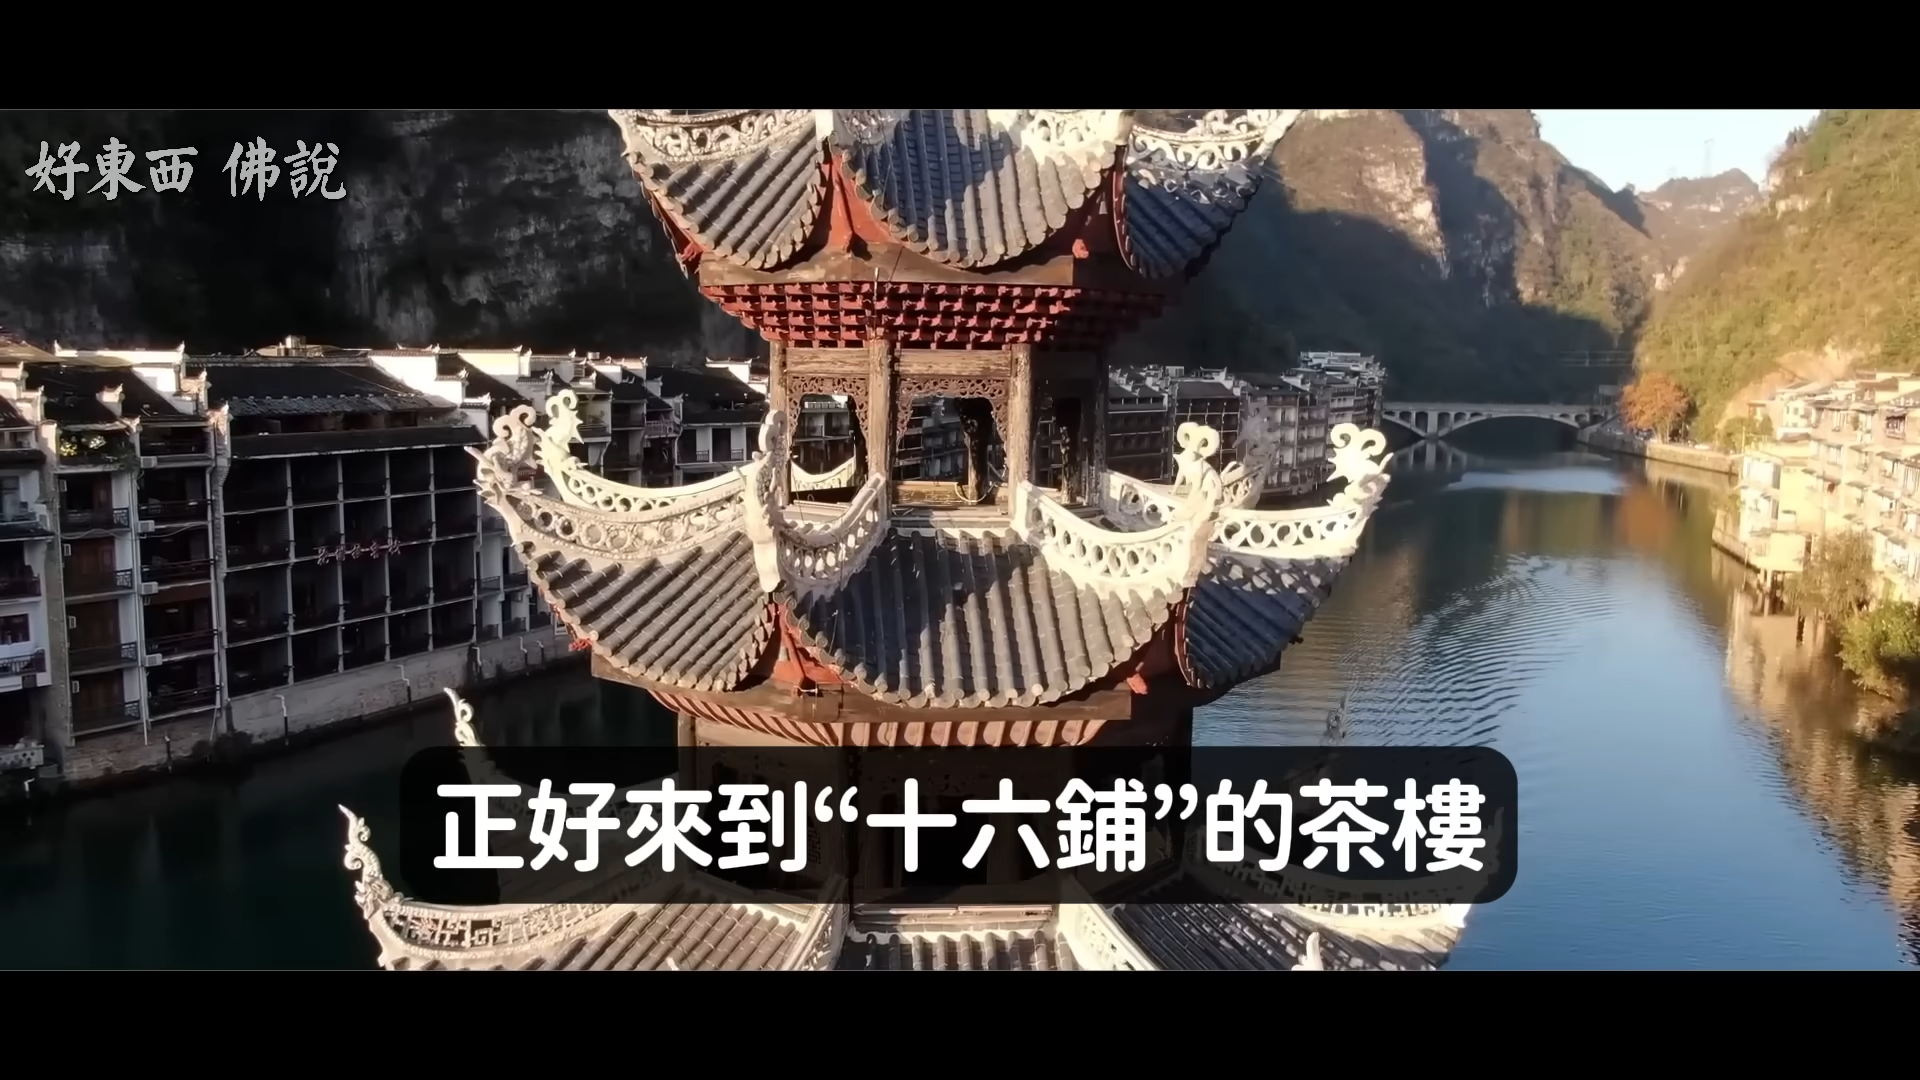 好東西 佛說
正好來到“十六鋪”的茶樓